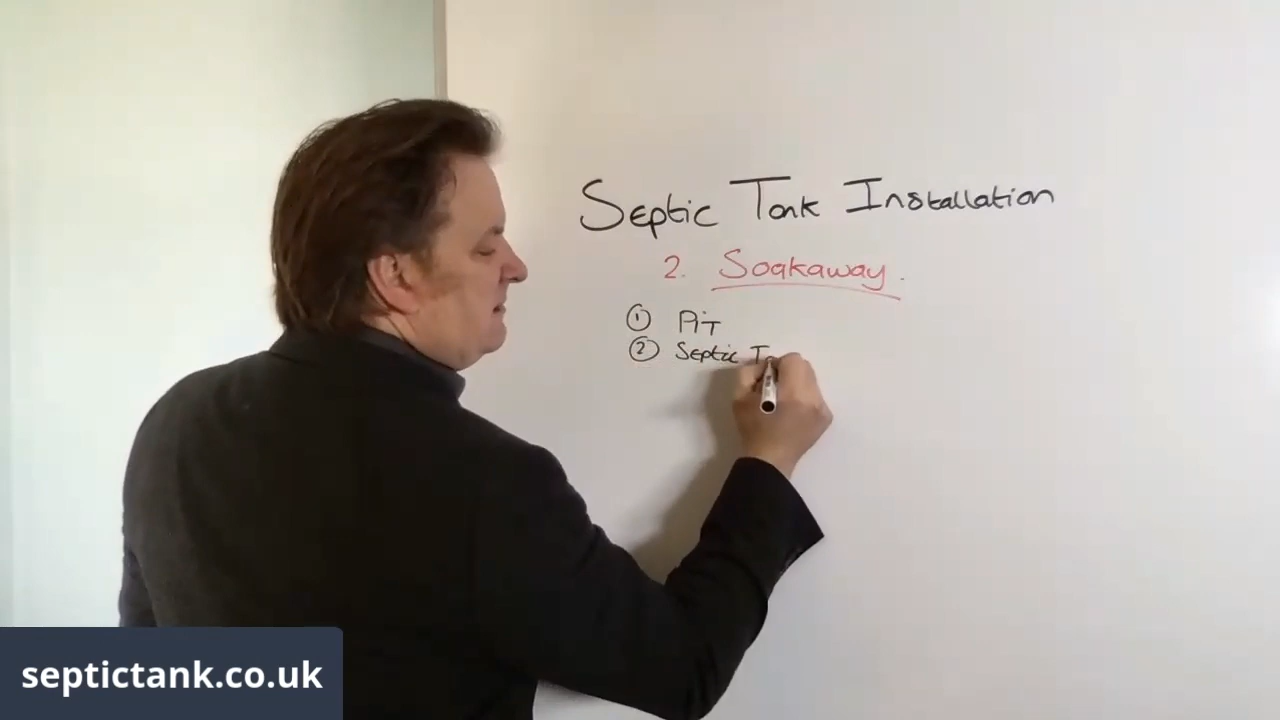 Septic Tank Installation
2. Soakaway.
① PiT
② Septic T
septictank.co.uk